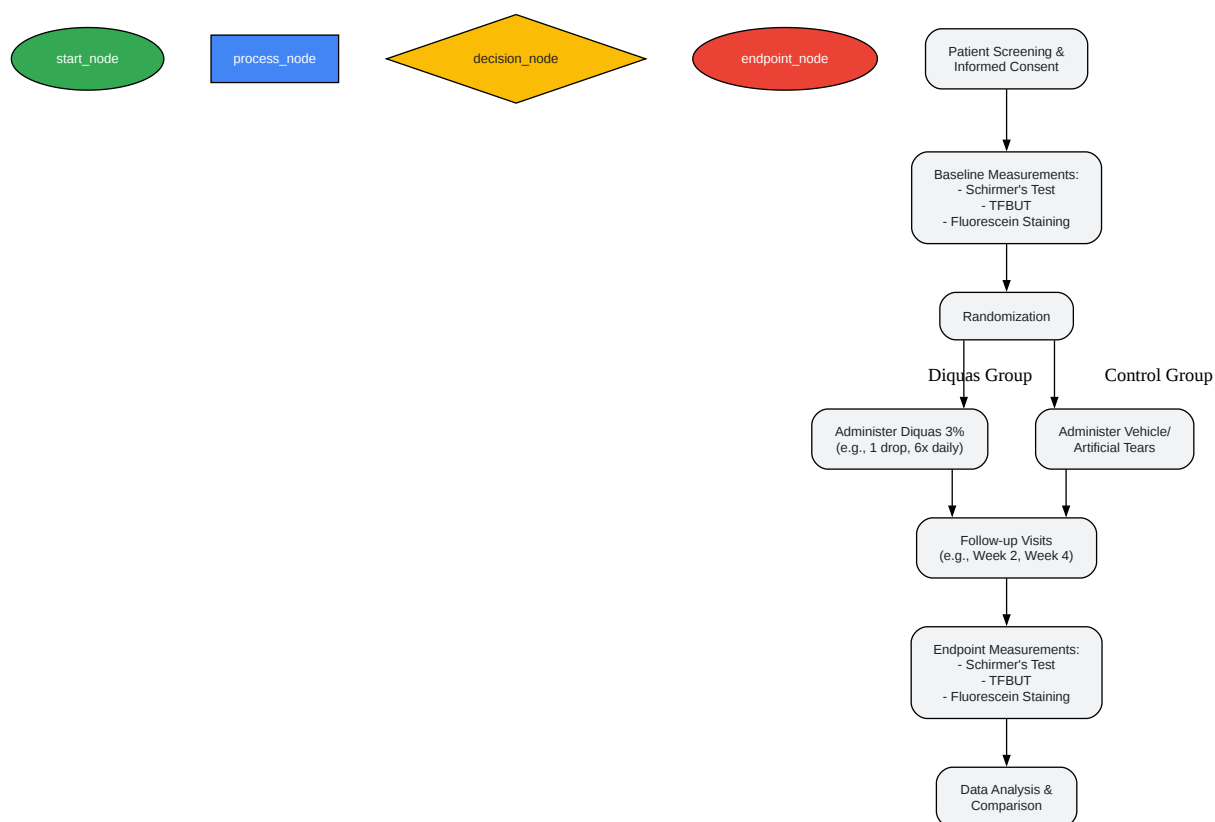 start_node
process_node
decision_node
endpoint_node
Patient Screening &
Informed Consent
Baseline Measurements:
- Schirmer's Test
- TFBUT
- Fluorescein Staining
Randomization
Diquas Group
Control Group
Administer Diquas 3%
(e.g., 1 drop, 6x daily)
Administer Vehicle/
Artificial Tears
Follow-up Visits
(e.g., Week 2, Week 4)
Endpoint Measurements:
- Schirmer's Test
- TFBUT
- Fluorescein Staining
Data Analysis &
Comparison